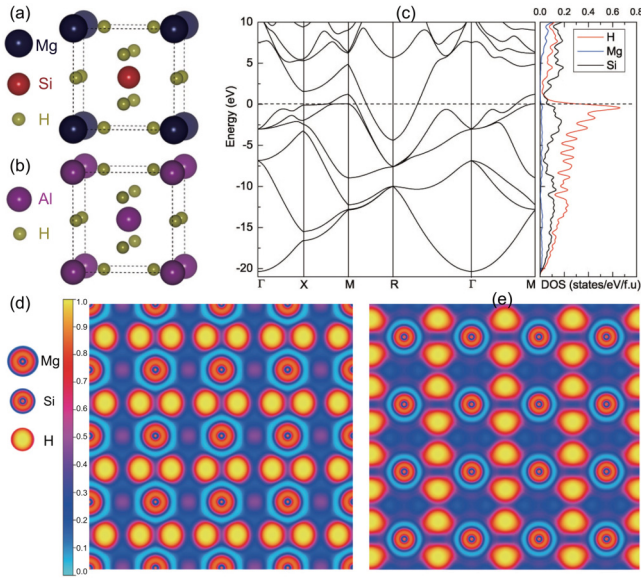 (a)
Mg
Si
H
(b)
Al
H
(c)
Energy (eV)
10
5
0
-5
-10
-15
-20
Γ X M R Γ M
0.0 0.2 0.4 0.6 0.8
H
Mg
Si
DOS (states/eV/f.u)
(d)
Mg
Si
H
1.0
0.9
0.8
0.7
0.6
0.5
0.4
0.3
0.2
0.1
0.0
(e)